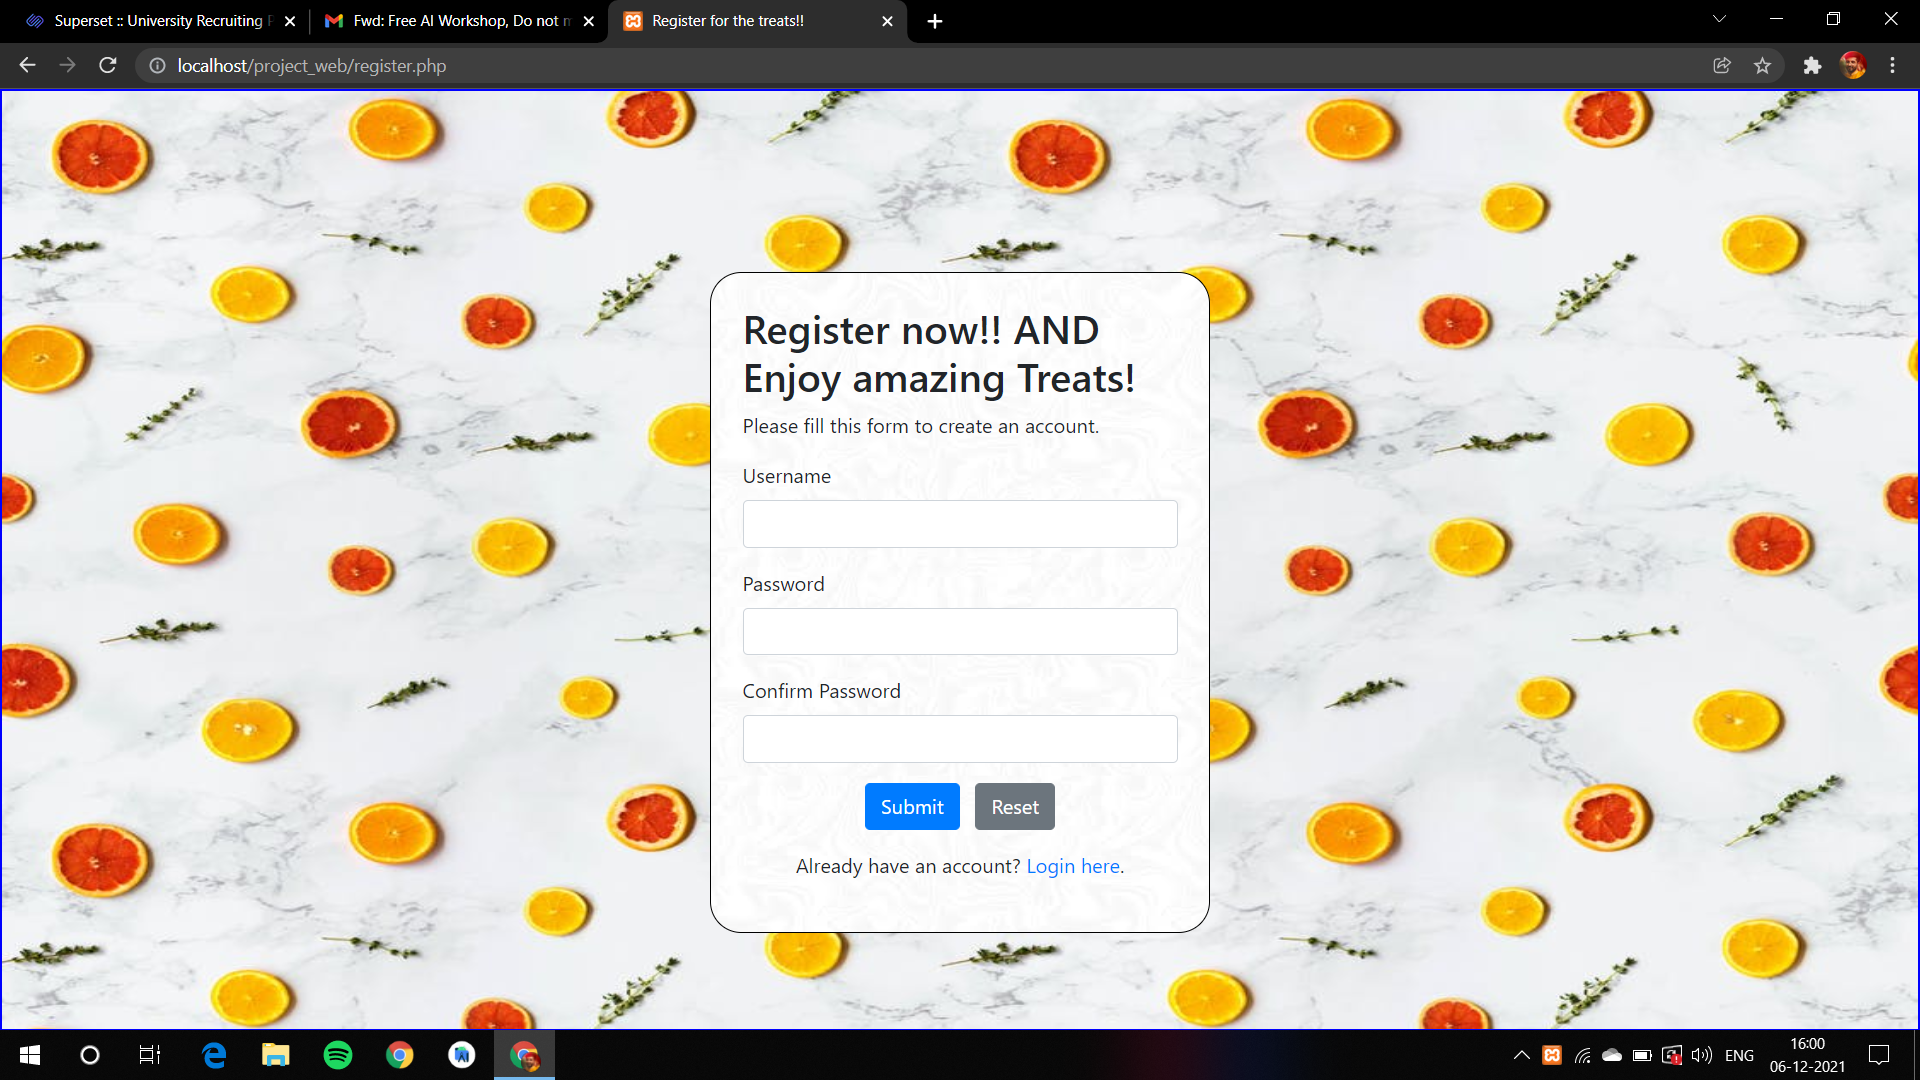 Superset :: University Recruiting P
Fwd: Free AI Workshop, Do not m
Register for the treats!!
localhost/project_web/register.php
Register now!! AND
Enjoy amazing Treats!
Please fill this form to create an account.
Username
Password
Confirm Password
Submit
Reset
Already have an account? Login here.
ENG
16:00
06-12-2021